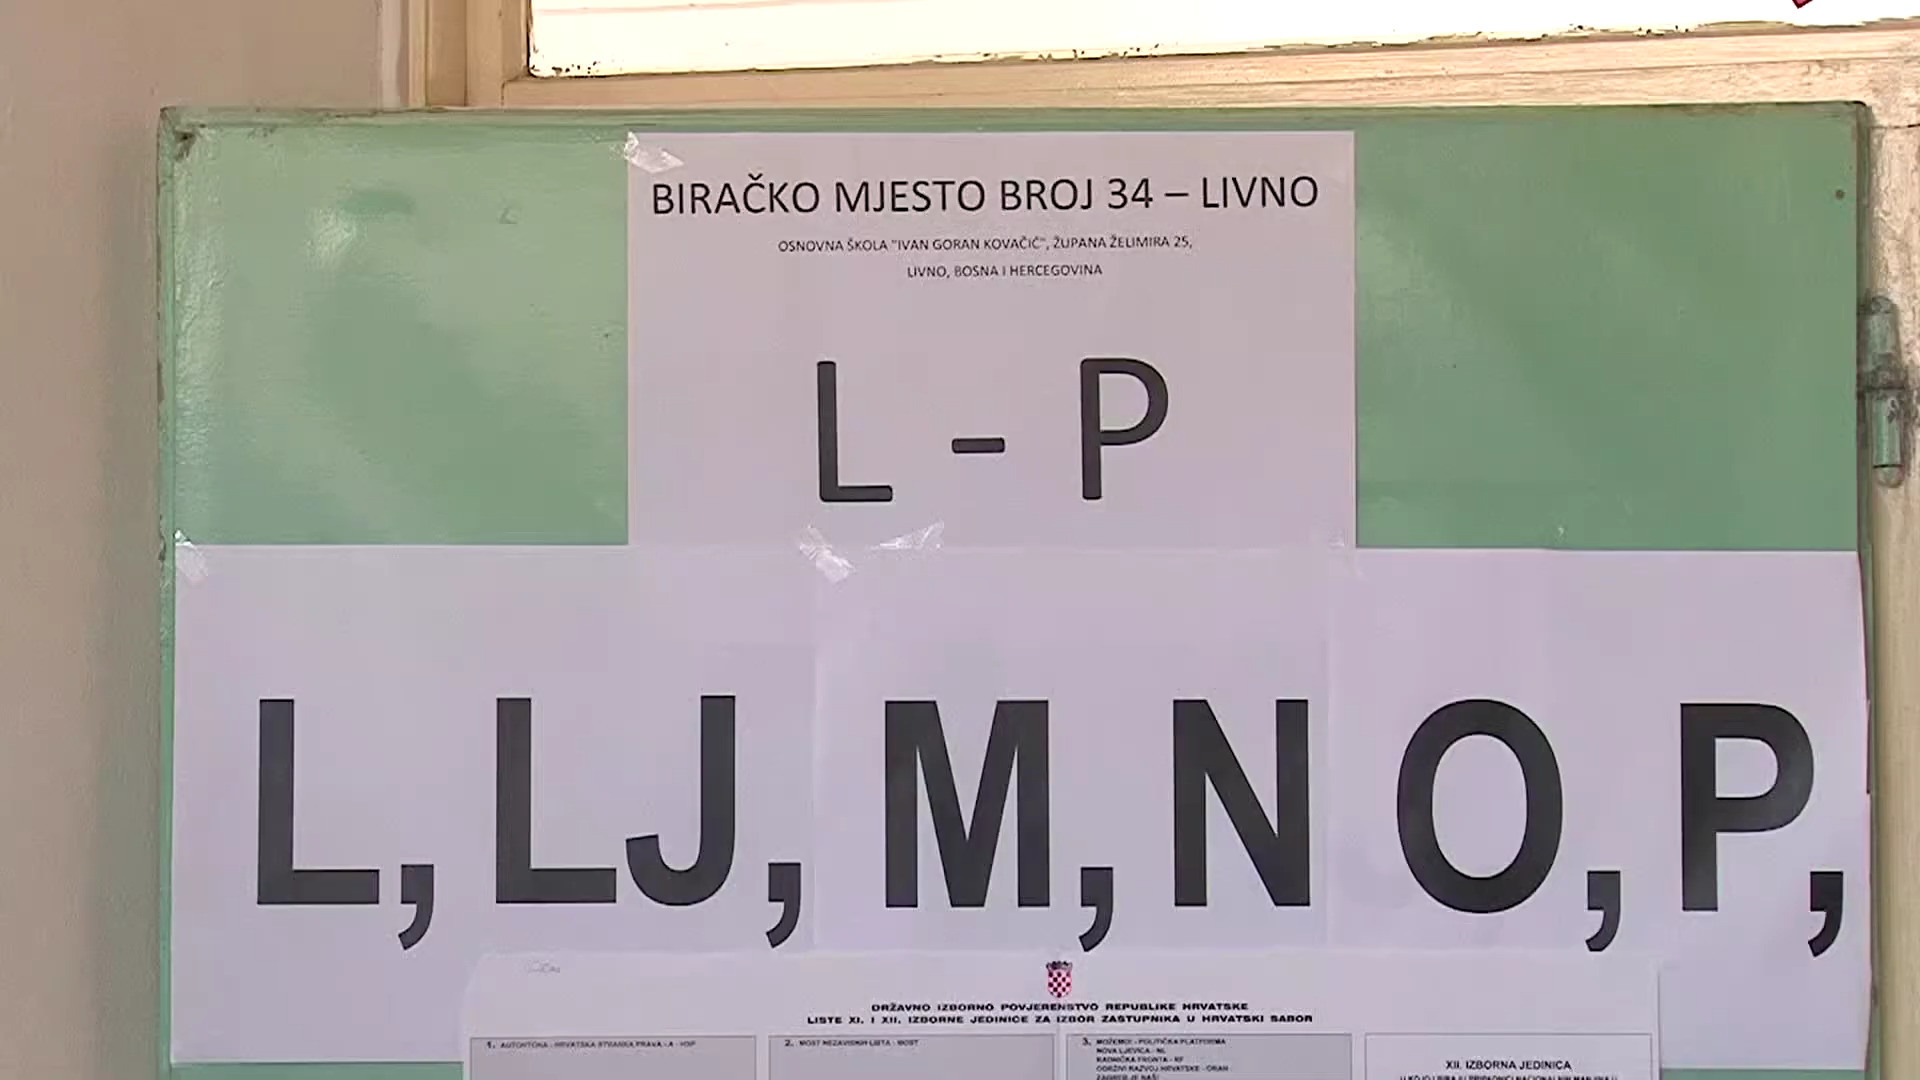 BIRAČKO MJESTO BROJ 34 – LIVNO
OSNOVNA ŠKOLA "IVAN GORAN KOVAČIĆ", ŽUPANA ŽELIMIRA 25,
LIVNO, BOSNA I HERCEGOVINA
L - P
L, LJ, M, N O, P,
DRŽAVNO IZBORNO POVJERENSTVO REPUBLIKE HRVATSKE
LISTE XI. I XII. IZBORNE JEDINICE ZA IZBOR ZASTUPNIKA U HRVATSKI SABOR
1. AUTOHTONA - HRVATSKA STRANKA PRAVA - A - HSP
2. MOST NEZAVISNIH LISTA - MOST
3. MOŽEMO! - POLITIČKA PLATFORMA
NOVA LJEVICA - NL
RADNIČKA FRONTA - RF
ODRŽIVI RAZVOJ HRVATSKE - ORAH
ZAGREB JE NAŠ!
XII. IZBORNA JEDINICA